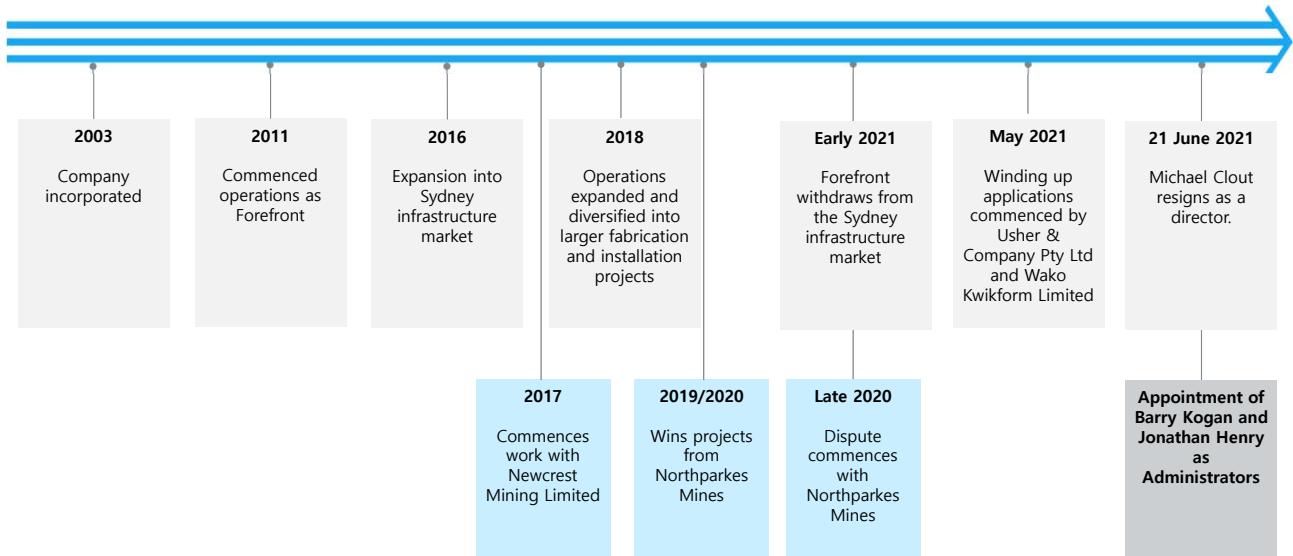 2003
Company
incorporated
2011
Commenced
operations as
Forefront
2016
Expansion into
Sydney
infrastructure
market
2018
Operations
expanded and
diversified into
larger fabrication
and installation
projects
Early 2021
Forefront
withdraws from
the Sydney
infrastructure
market
May 2021
Winding up
applications
commenced by
Usher &
Company Pty Ltd
and Wako
Kwikform Limited
21 June 2021
Michael Clout
resigns as a
director.
2017
Commences
work with
Newcrest
Mining Limited
2019/2020
Wins projects
from
Northparkes
Mines
Late 2020
Dispute
commences
with
Northparkes
Mines
Appointment of
Barry Kogan and
Jonathan Henry
as
Administrators